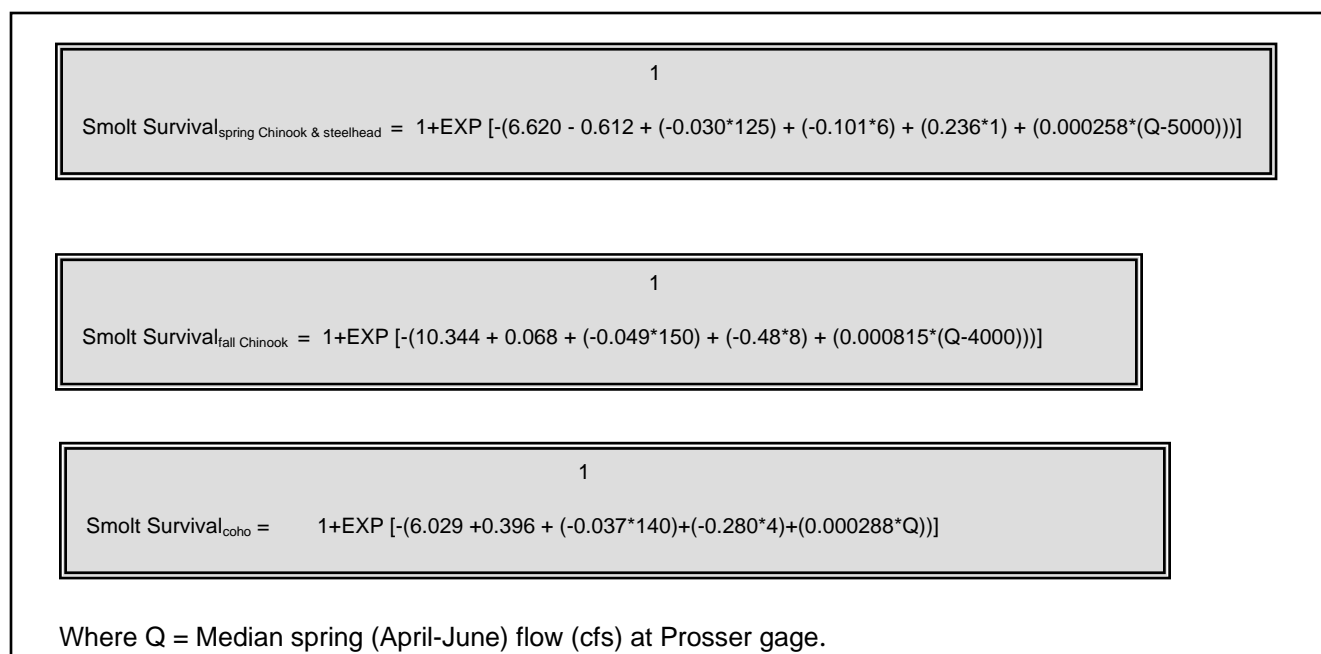 1
Smolt Survival spring Chinook & steelhead = 1+EXP [-(6.620 - 0.612 + (-0.030*125) + (-0.101*6) + (0.236*1) + (0.000258*(Q-5000)))]
1
Smolt Survival fall Chinook = 1+EXP [-(10.344 + 0.068 + (-0.049*150) + (-0.48*8) + (0.000815*(Q-4000)))]
1
Smolt Survival coho = 1+EXP [-(6.029 +0.396 + (-0.037*140)+(-0.280*4)+(0.000288*Q))]
Where Q = Median spring (April-June) flow (cfs) at Prosser gage.